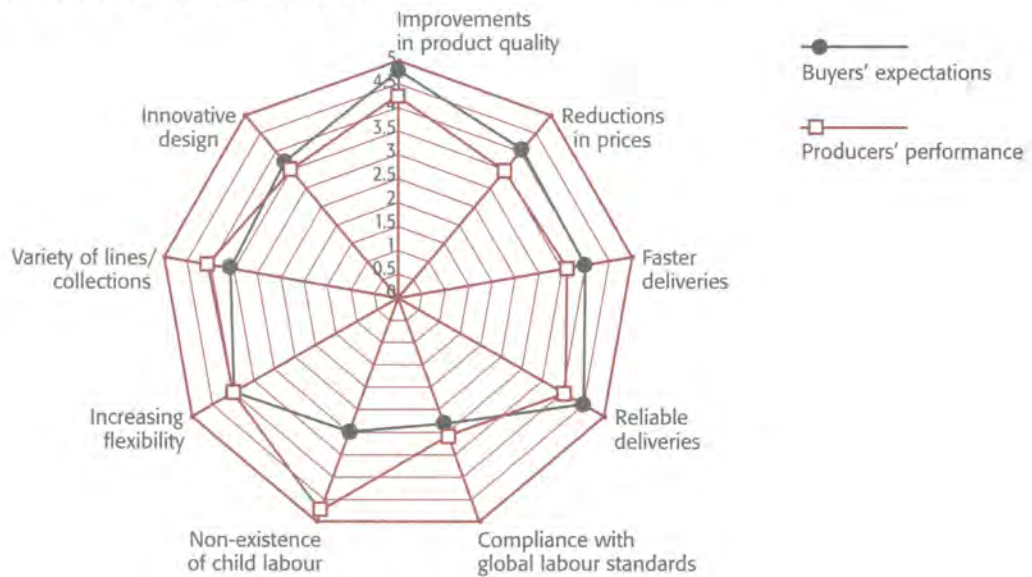 Improvements
in product quality
Reductions
in prices
Faster
deliveries
Reliable
deliveries
Compliance with
global labour standards
Non-existence
of child labour
Increasing
flexibility
Variety of lines/
collections
Innovative
design
5
4.5
4
3.5
3
2.5
2
1.5
1
0.5
0
Buyers' expectations
Producers' performance